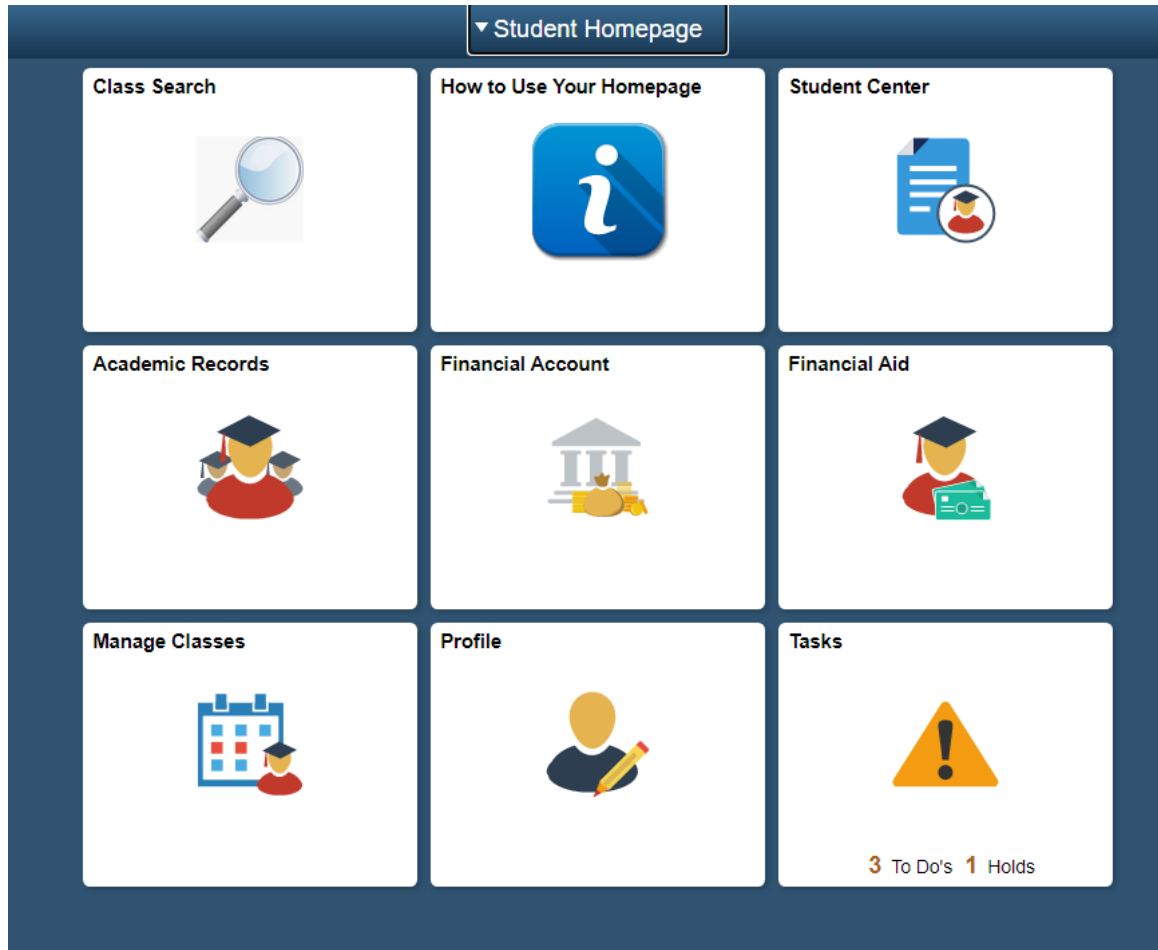 Student Homepage
Class Search
How to Use Your Homepage
Student Center
Academic Records
Financial Account
Financial Aid
Manage Classes
Profile
Tasks
3 To Do's 1 Holds